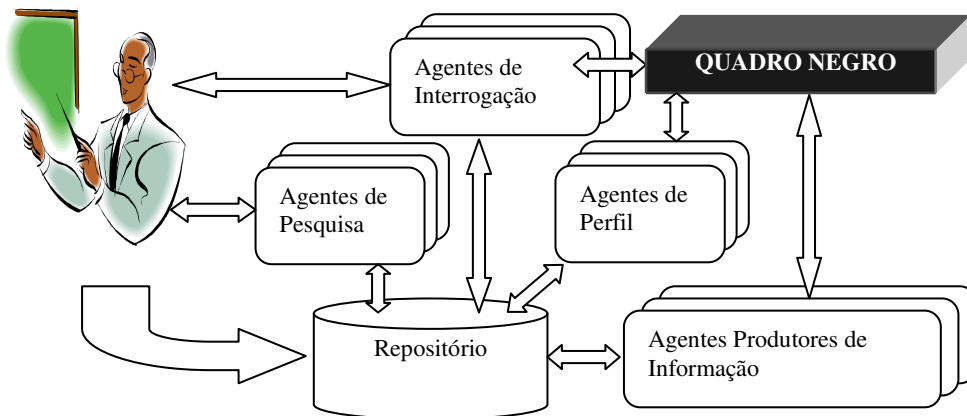 Agentes de
Interrogação
QUADRO NEGRO
Agentes de
Pesquisa
Agentes de
Perfil
Repositório
Agentes Produtores de
Informação